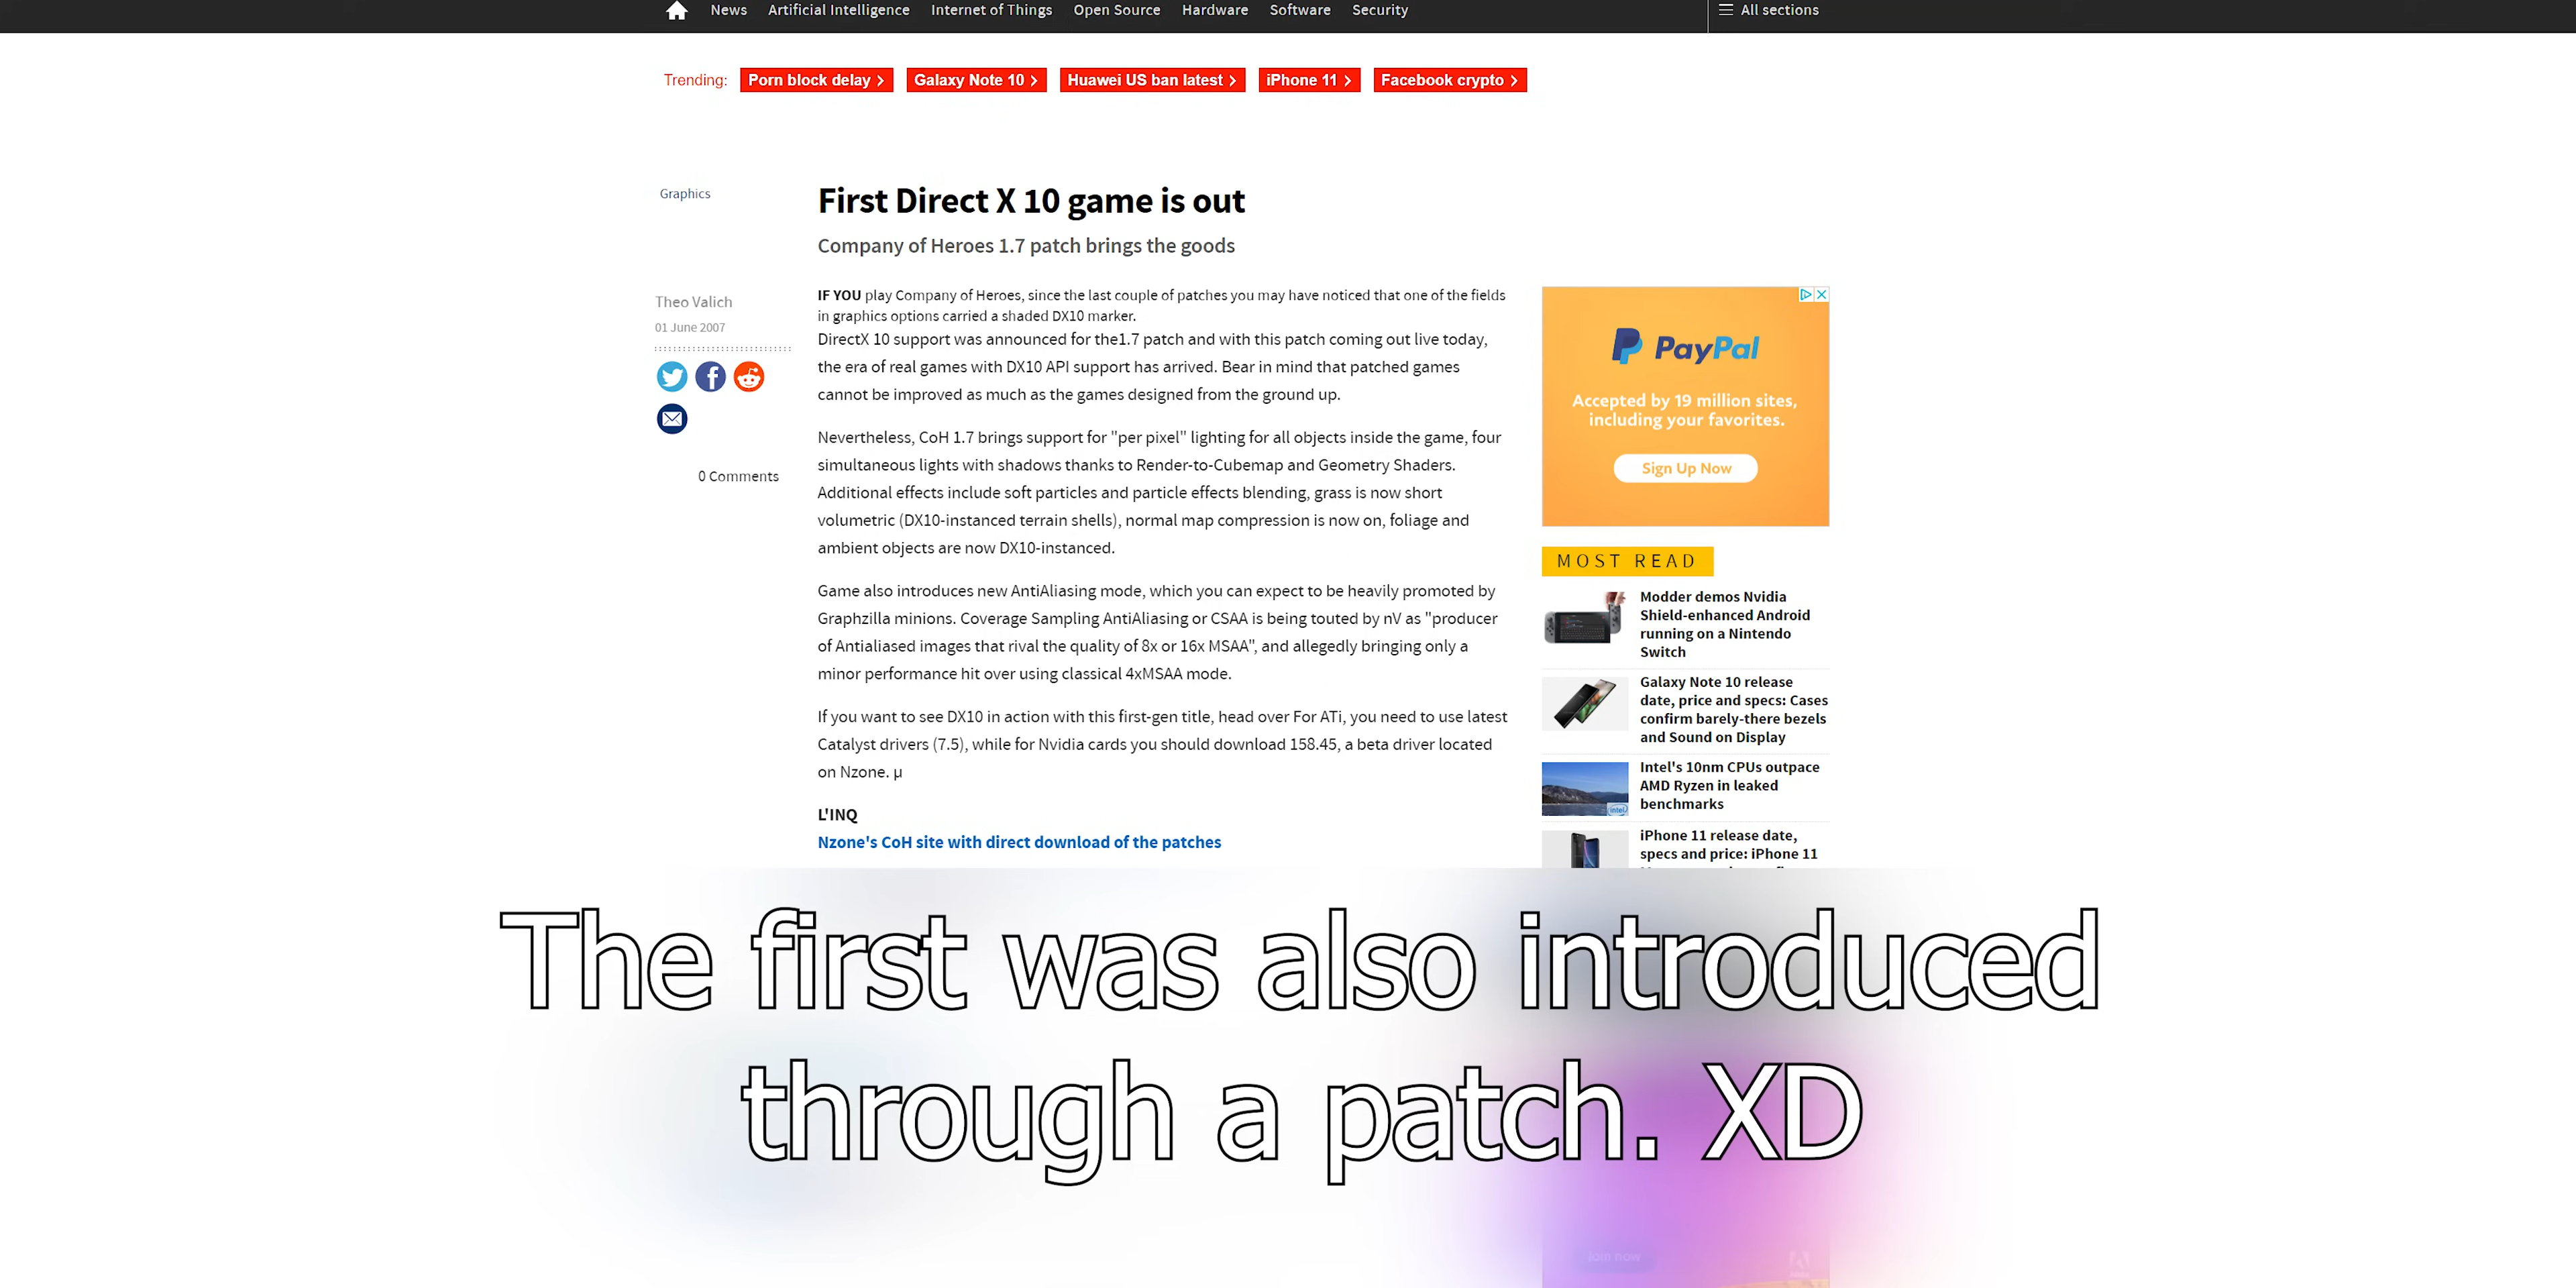 News Artificial Intelligence Internet of Things Open Source Hardware Software Security All sections
Trending: Porn block delay Galaxy Note 10 Huawei US ban latest iPhone 11 Facebook crypto
Graphics
First Direct X 10 game is out
Company of Heroes 1.7 patch brings the goods
Theo Valich
01 June 2007
0 Comments
IF YOU play Company of Heroes, since the last couple of patches you may have noticed that one of the fields
in graphics options carried a shaded DX10 marker.
DirectX 10 support was announced for the1.7 patch and with this patch coming out live today,
the era of real games with DX10 API support has arrived. Bear in mind that patched games
cannot be improved as much as the games designed from the ground up.
Nevertheless, CoH 1.7 brings support for "per pixel" lighting for all objects inside the game, four
simultaneous lights with shadows thanks to Render-to-Cubemap and Geometry Shaders.
Additional effects include soft particles and particle effects blending, grass is now short
volumetric (DX10-instanced terrain shells), normal map compression is now on, foliage and
ambient objects are now DX10-instanced.
Game also introduces new AntiAliasing mode, which you can expect to be heavily promoted by
Graphzilla minions. Coverage Sampling AntiAliasing or CSAA is being touted by nV as "producer
of Antialiased images that rival the quality of 8x or 16x MSAA", and allegedly bringing only a
minor performance hit over using classical 4xMSAA mode.
If you want to see DX10 in action with this first-gen title, head over For ATi, you need to use latest
Catalyst drivers (7.5), while for Nvidia cards you should download 158.45, a beta driver located
on Nzone. µ
L'INQ
Nzone's CoH site with direct download of the patches
PayPal
Accepted by 19 million sites,
including your favorites.
Sign Up Now
MOST READ
Modder demos Nvidia
Shield-enhanced Android
running on a Nintendo
Switch
Galaxy Note 10 release
date, price and specs: Cases
confirm barely-there bezels
and Sound on Display
Intel's 10nm CPUs outpace
AMD Ryzen in leaked
benchmarks
intel
iPhone 11 release date,
specs and price: iPhone 11
The first was also introduced
through a patch. XD
Join now